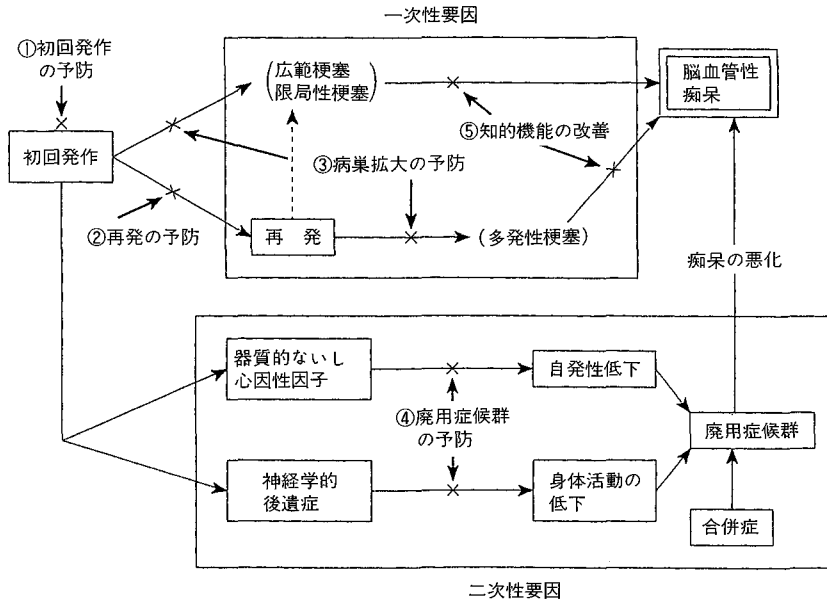 一次性要因
①初回発作
の予防
初回発作
②再発の予防
(広範梗塞
限局性梗塞)
③病巣拡大の予防
再 発
(多発性梗塞)
⑤知的機能の改善
脳血管性
痴呆
痴呆の悪化
器質的ないし
心因性因子
自発性低下
④廃用症候群
の予防
神経学的
後遺症
身体活動の
低下
廃用症候群
合併症
二次性要因